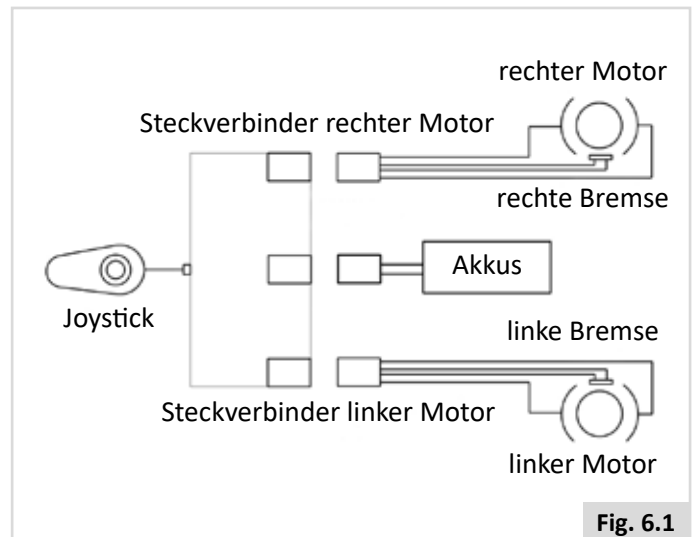 rechter Motor
Steckverbinder rechter Motor
rechte Bremse
Akkus
Joystick
linke Bremse
Steckverbinder linker Motor
linker Motor
Fig. 6.1